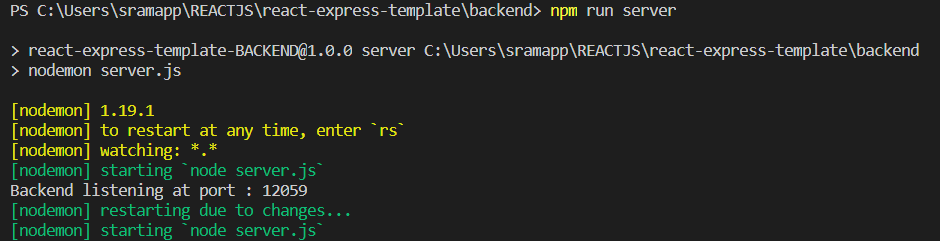 PS C:\Users\sramapp\REACTJS\react-express-template\backend> npm run server
> react-express-template-BACKEND@1.0.0 server C:\Users\sramapp\REACTJS\react-express-template\backend
> nodemon server.js
[nodemon] 1.19.1
[nodemon] to restart at any time, enter `rs`
[nodemon] watching: *.*
[nodemon] starting `node server.js`
Backend listening at port : 12059
[nodemon] restarting due to changes...
[nodemon] starting `node server.js`